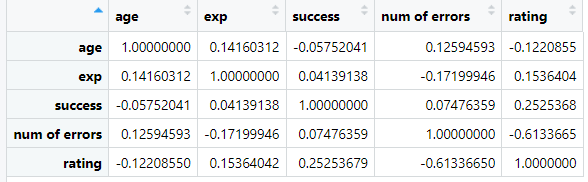 age exp success num of errors rating
age 1.00000000 0.14160312 -0.05752041 0.12594593 -0.1220855
exp 0.14160312 1.00000000 0.04139138 -0.17199946 0.1536404
success -0.05752041 0.04139138 1.00000000 0.07476359 0.2525368
num of errors 0.12594593 -0.17199946 0.07476359 1.00000000 -0.6133665
rating -0.12208550 0.15364042 0.25253679 -0.61336650 1.0000000